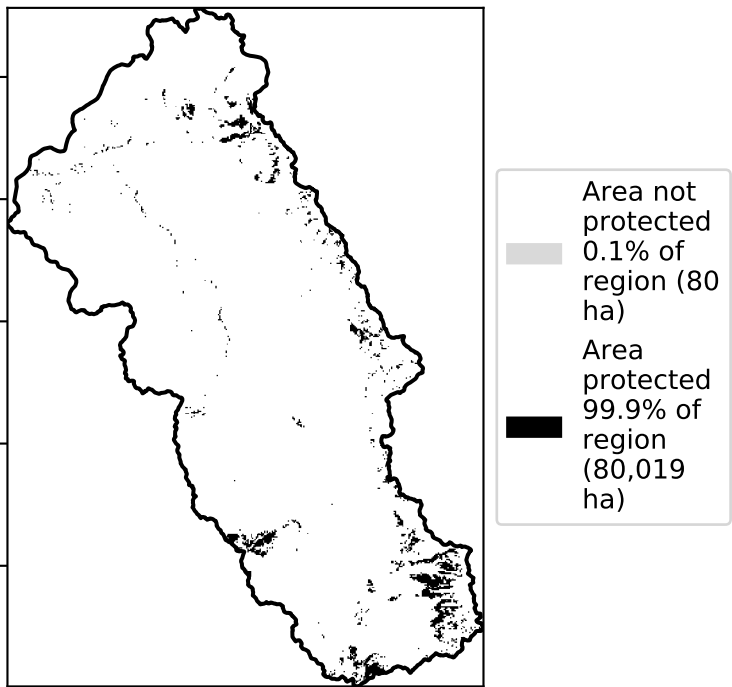 Area not
protected
0.1% of
region (80
ha)
Area
protected
99.9% of
region
(80,019
ha)